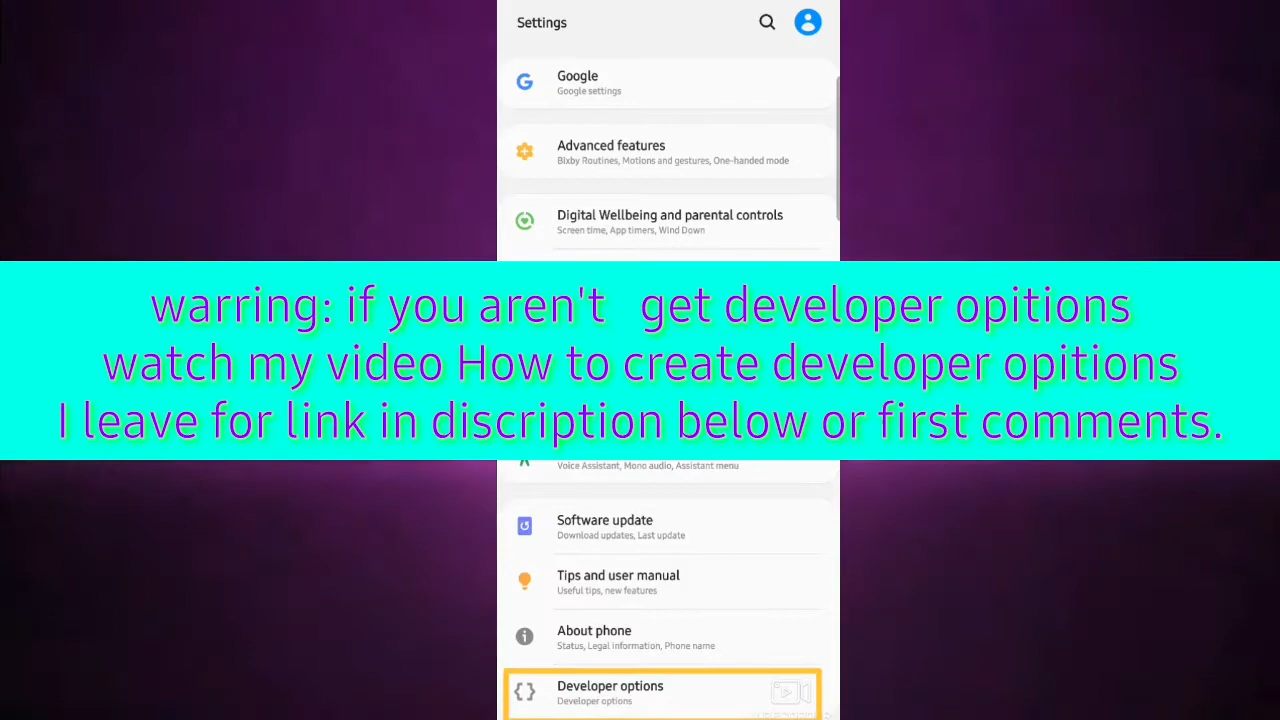 Settings
Google
Google settings
Advanced features
Bixby Routines, Motions and gestures, One-handed mode
Digital Wellbeing and parental controls
Screen time, App timers, Wind Down
warring: if you aren't get developer opitions
watch my video How to create developer opitions
I leave for link in discription below or first comments.
Voice Assistant, Mono audio, Assistant menu
Software update
Download updates, Last update
Tips and user manual
Useful tips, new features
About phone
Status, Legal information, Phone name
Developer options
Developer options